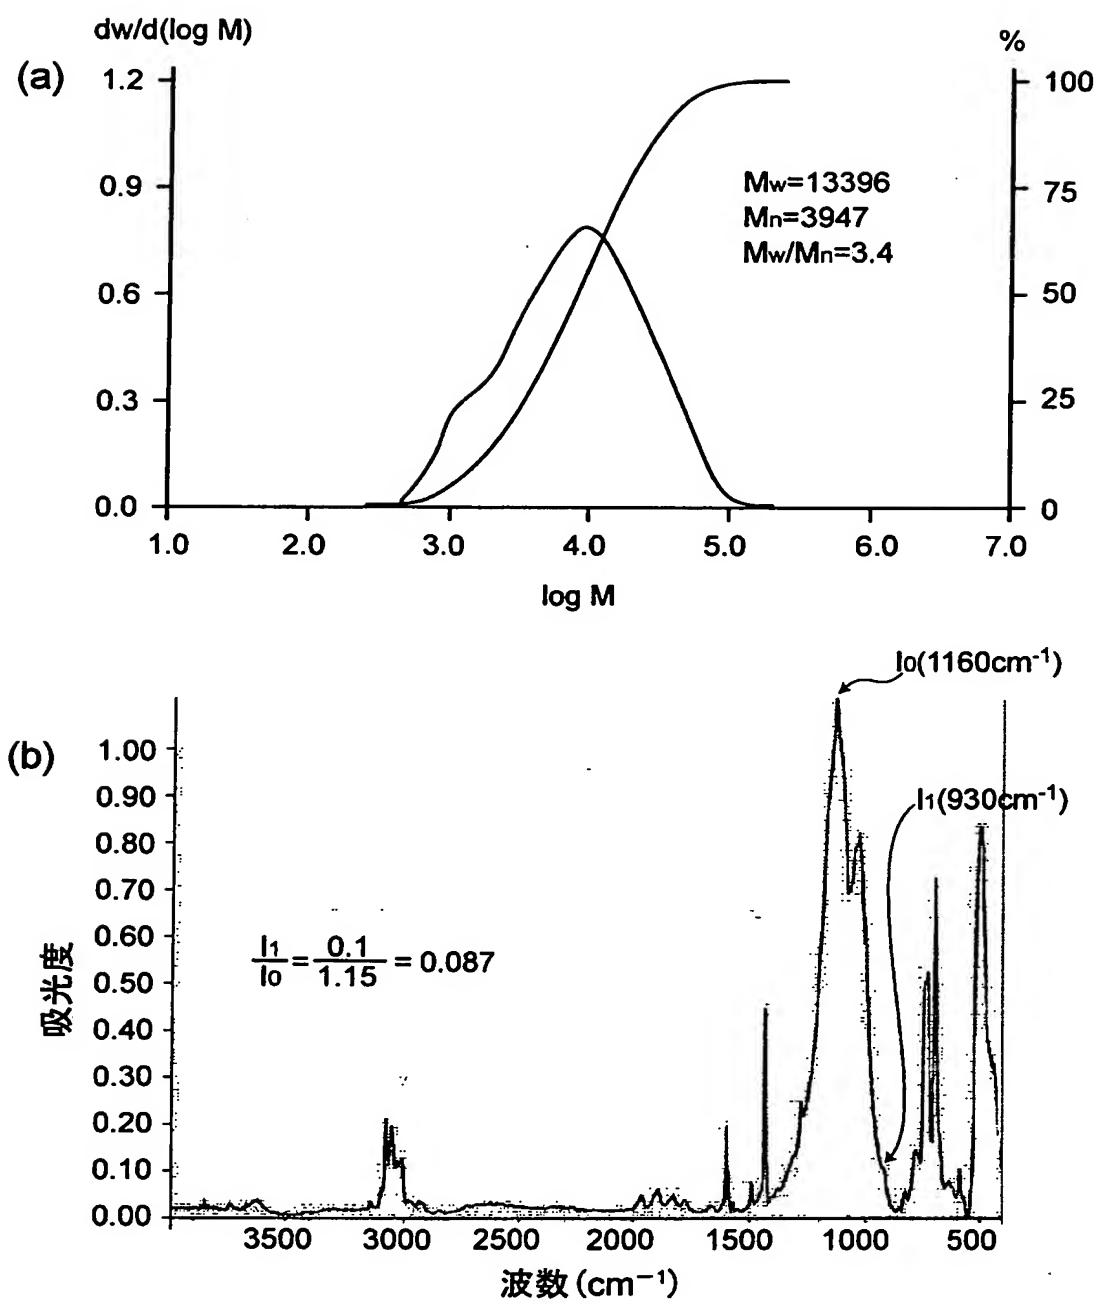 dw/d(log M)
%
(a)
1.2
0.9
0.6
0.3
0.0
100
75
50
25
0
Mw=13396
Mn=3947
Mw/Mn=3.4
1.0 2.0 3.0 4.0 5.0 6.0 7.0
log M
I0(1160cm-1)
(b)
I1(930cm-1)
1.00
0.90
0.80
0.70
0.60
0.50
0.40
0.30
0.20
0.10
0.00
吸光度
I1/I0 = 0.1/1.15 = 0.087
3500 3000 2500 2000 1500 1000 500
波数(cm−1)